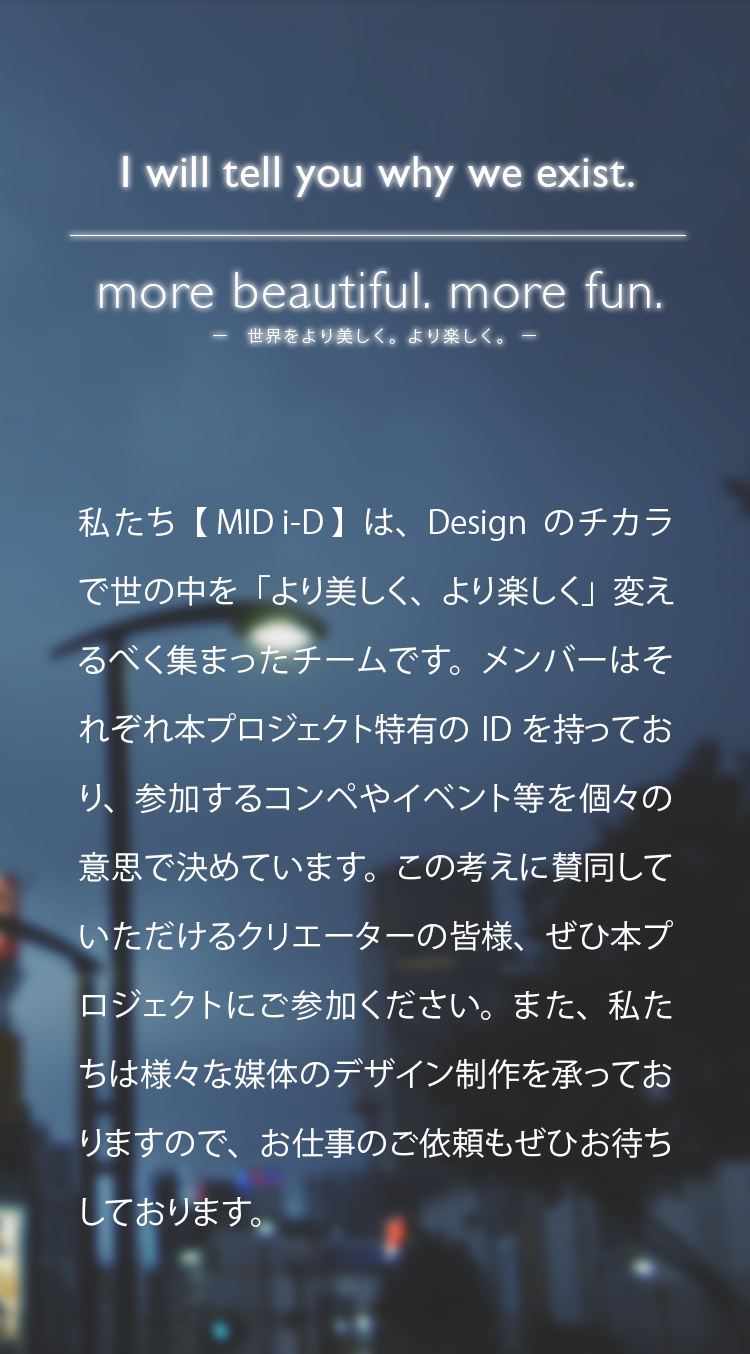 I will tell you why we exist.
more beautiful. more fun.
ー 世界をより美しく。より楽しく。 ー
私たち【 MID i-D 】は、Design のチカラ
で世の中を「より美しく、より楽しく」変え
るべく集まったチームです。メンバーはそ
れぞれ本プロジェクト特有の ID を持ってお
り、参加するコンペやイベント等を個々の
意思で決めています。この考えに賛同して
いただけるクリエーターの皆様、ぜひ本プ
ロジェクトにご参加ください。また、私た
ちは様々な媒体のデザイン制作を承ってお
りますので、お仕事のご依頼もぜひお待ち
しております。